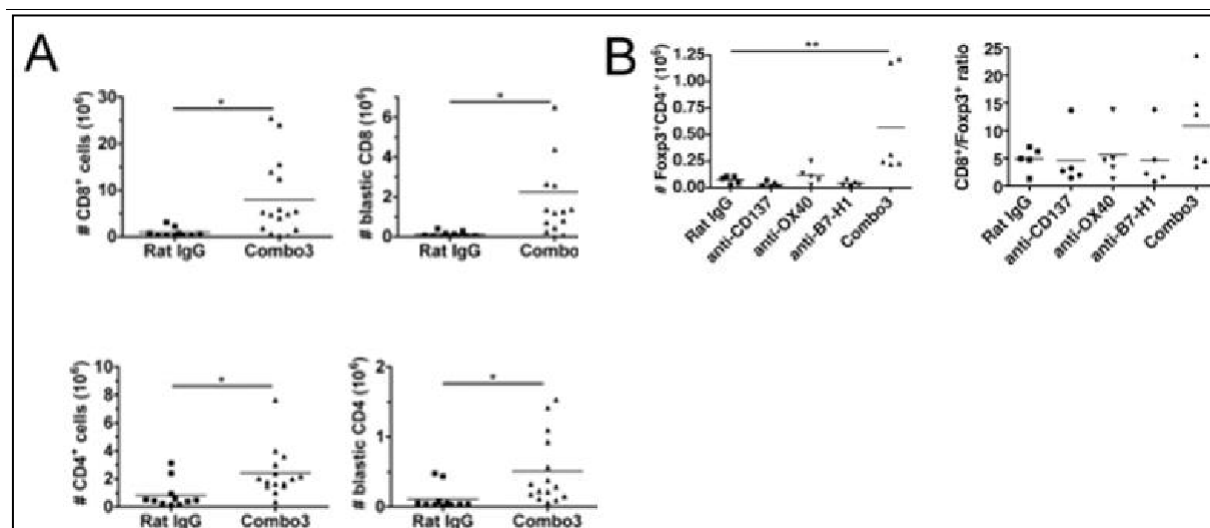 A
# CD8⁺ cells (10⁶)
30
20
10
0
*
Rat IgG Combo3
# blastic CD8 (10⁶)
6
4
2
0
*
Rat IgG Combo
# CD4⁺ cells (10⁶)
10
8
6
4
2
0
*
Rat IgG Combo3
# blastic CD4 (10⁶)
2
1
0
*
Rat IgG Combo3
B
# Foxp3⁺CD4⁺ (10⁶)
1.25
1.00
0.75
0.50
0.25
0.00
**
Rat IgG
anti-CD137
anti-OX40
anti-B7-H1
Combo3
CD8⁺/Foxp3⁺ ratio
25
20
15
10
5
0
Rat IgG
anti-CD137
anti-OX40
anti-B7-H1
Combo3